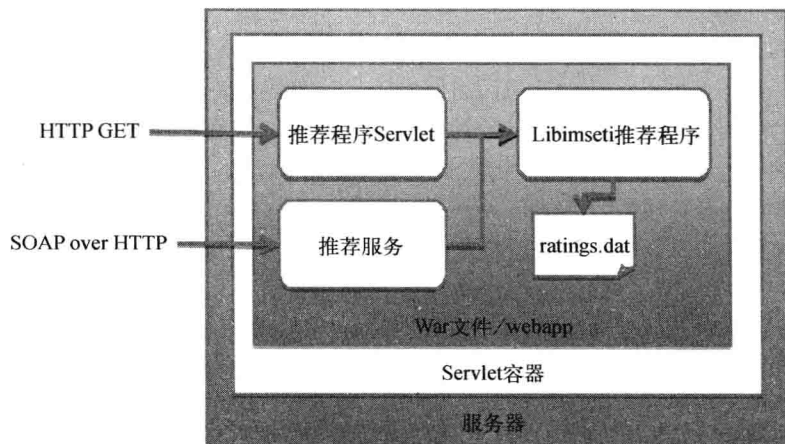 HTTP GET
推荐程序Servlet
Libimseti推荐程序
SOAP over HTTP
推荐服务
ratings.dat
War文件/webapp
Servlet容器
服务器